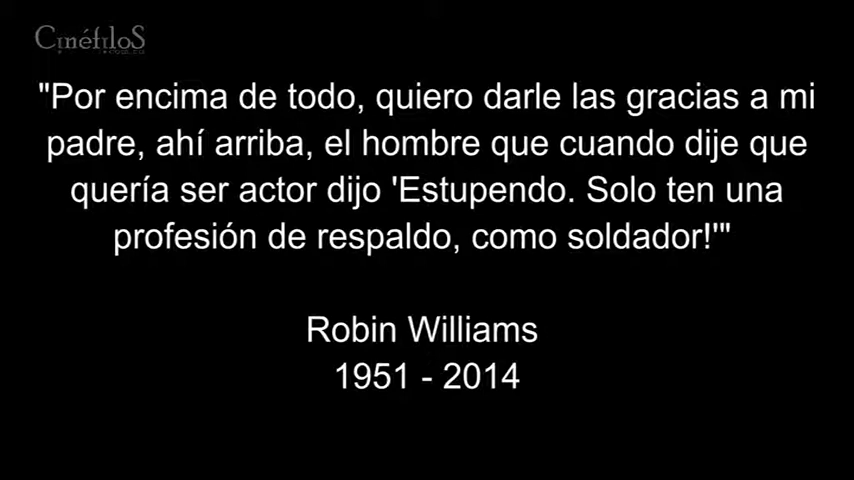 CinéfiloS
"Por encima de todo, quiero darle las gracias a mi
padre, ahí arriba, el hombre que cuando dije que
quería ser actor dijo 'Estupendo. Solo ten una
profesión de respaldo, como soldador!'"
Robin Williams
1951 - 2014